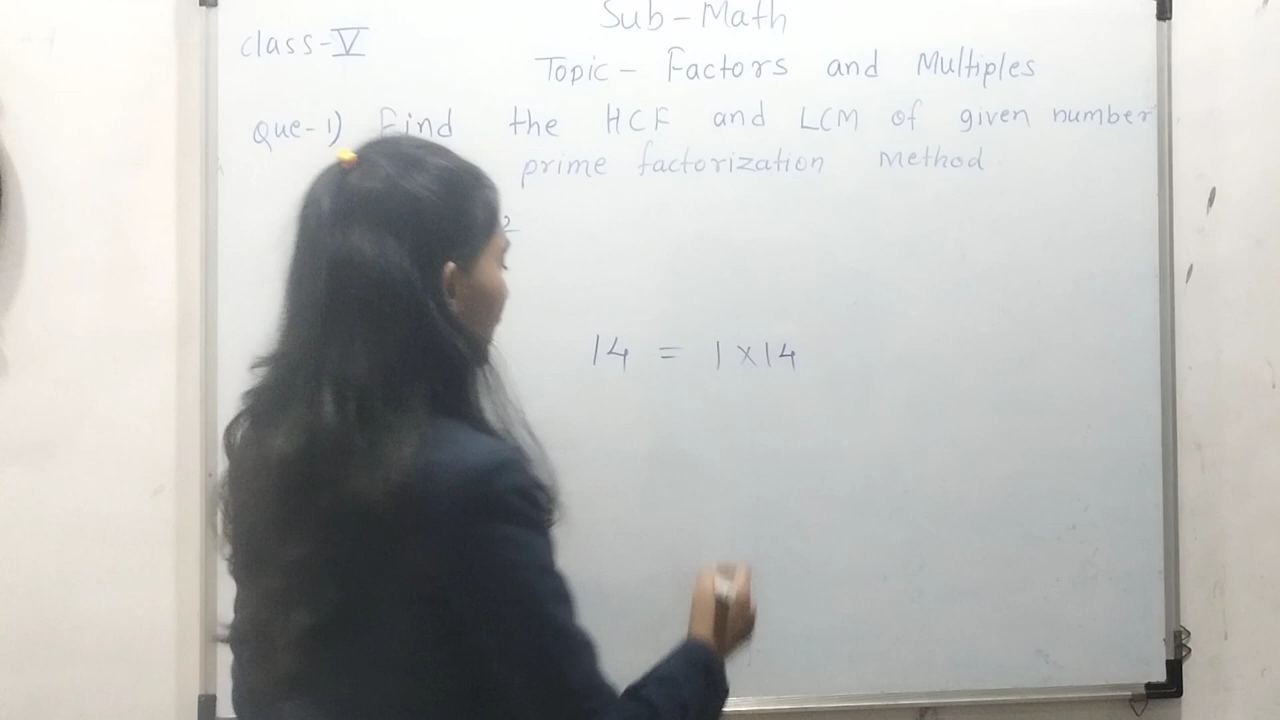 Sub-Math
class-V
Topic- Factors and Multiples
Que-1) Find the HCF and LCM of given number
prime factorization Method
2
14 = 1×14